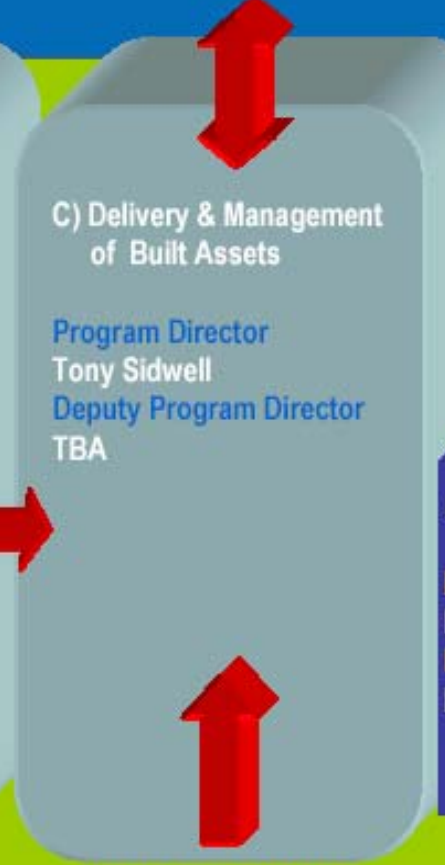 C) Delivery & Management
of Built Assets
Program Director
Tony Sidwell
Deputy Program Director
TBA